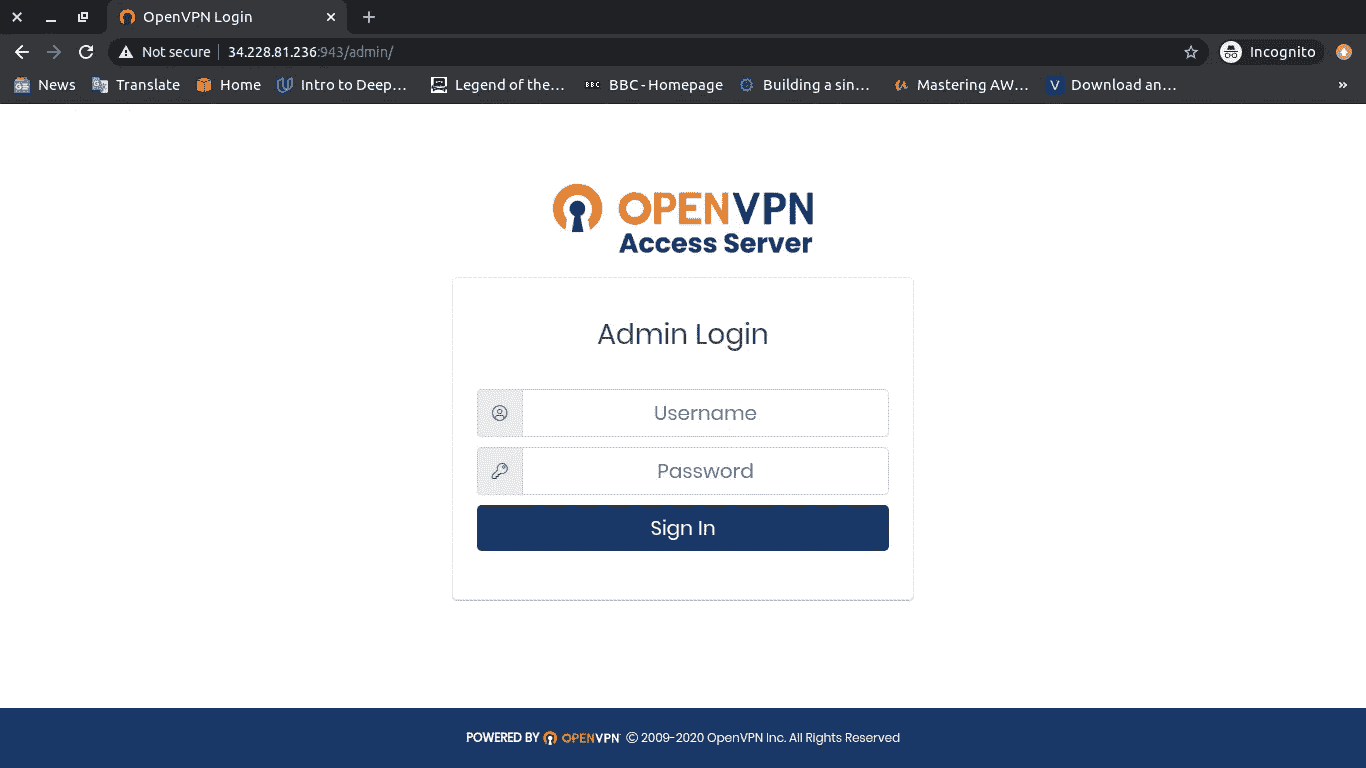 OpenVPN Login
Not secure 34.228.81.236:943/admin/ Incognito
News Translate Home Intro to Deep... Legend of the... BBC BBC - Homepage Building a sin... Mastering AW... V Download an... »
OPENVPN
Access Server
Admin Login
Username
Password
Sign In
POWERED BY OPENVPN © 2009-2020 OpenVPN Inc. All Rights Reserved